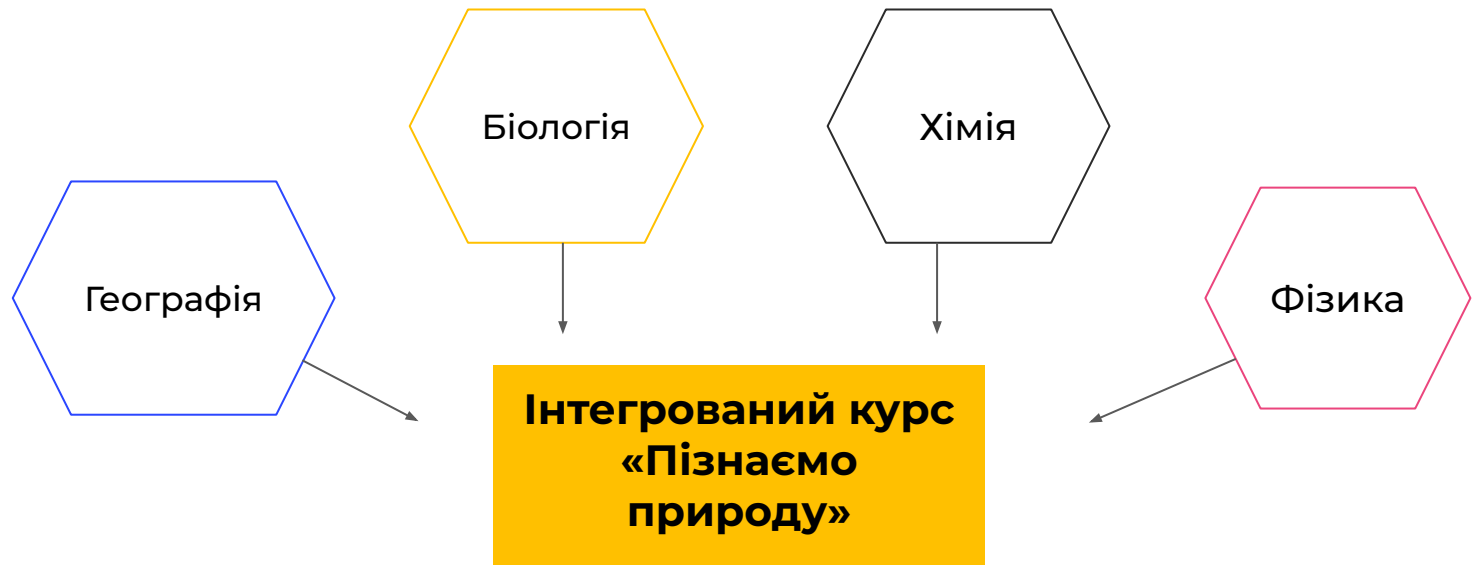 Біологія
Хімія
Географія
Фізика
Інтегрований курс
«Пізнаємо
природу»